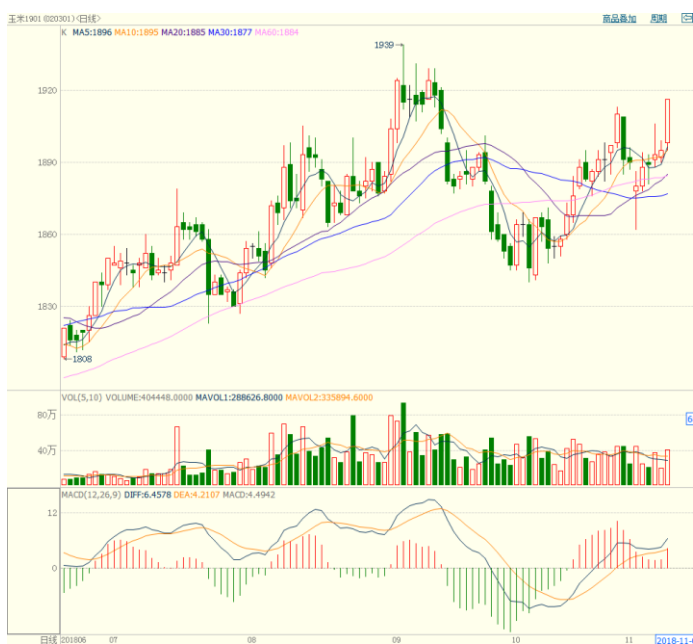 玉米1901 (020301) (日线) 商品叠加 周期
K MA5:1896 MA10:1895 MA20:1885 MA30:1877 MA60:1884
1939
1920
1890
1860
1830
1808
VOL(5,10) VOLUME:404448.0000 MAVOL1:288626.8000 MAVOL2:335894.6000
80万
40万
MACD(12,26,9) DIFF:6.4578 DEA:4.2107 MACD:4.4942
12
0
日线 201806 07 08 09 10 11 2018-11-